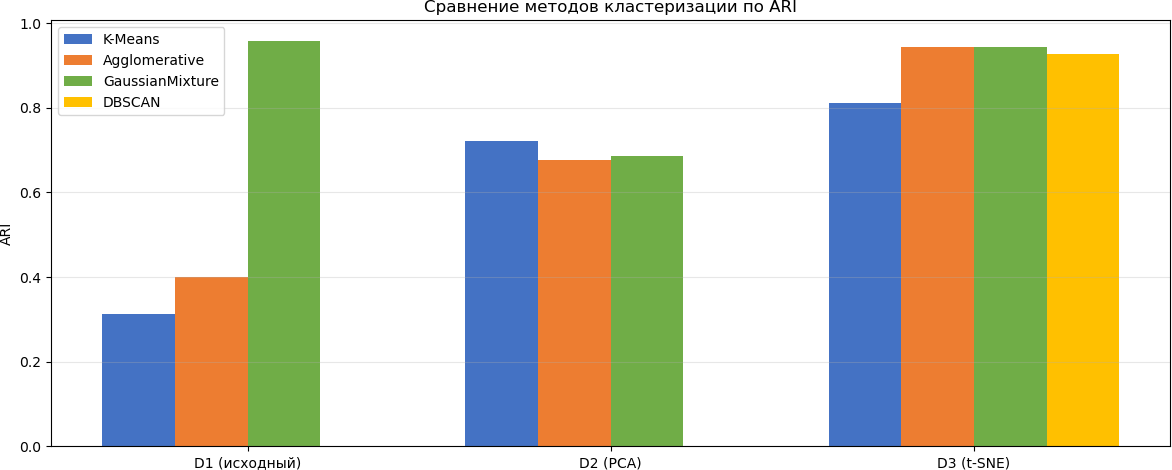 Сравнение методов кластеризации по ARI
K-Means
Agglomerative
GaussianMixture
DBSCAN
ARI
1.0
0.8
0.6
0.4
0.2
0.0
D1 (исходный)
D2 (PCA)
D3 (t-SNE)